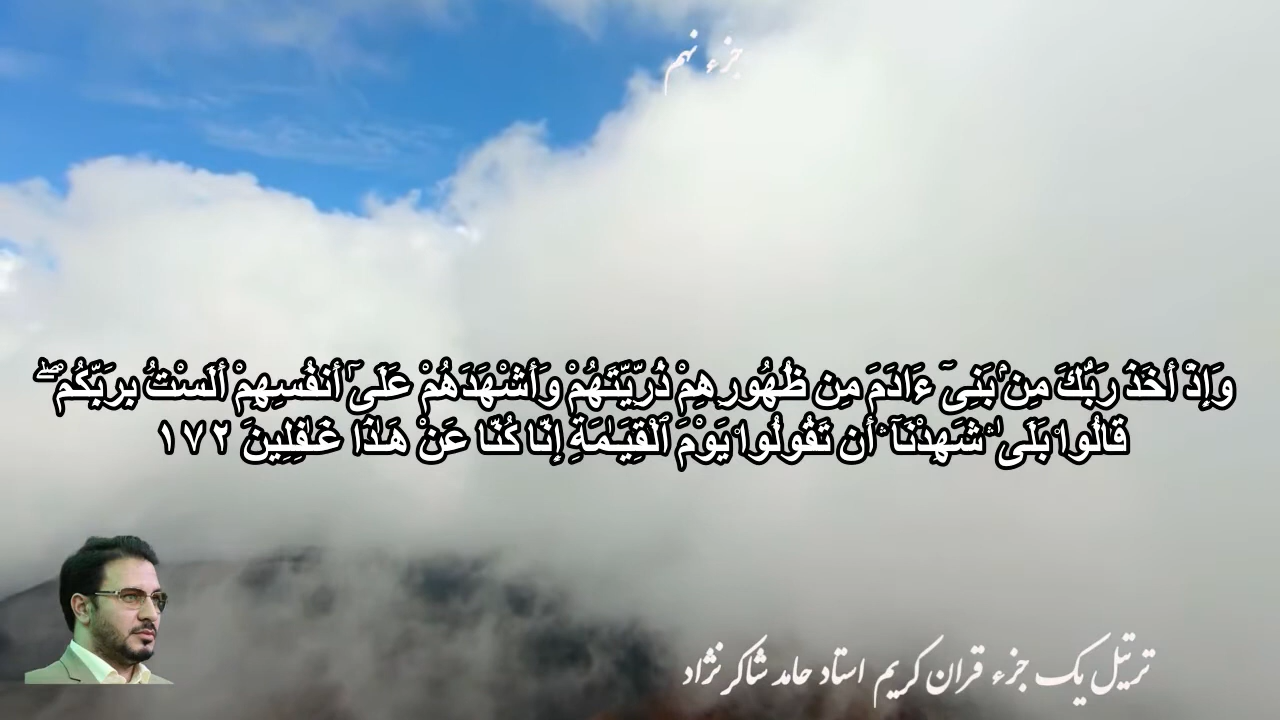 جزء نهم
وَإِذْ أَخَذَ رَبُّكَ مِنۢ بَنِىٓ ءَادَمَ مِن ظُهُورِهِمْ ذُرِّيَّتَهُمْ وَأَشْهَدَهُمْ عَلَىٰٓ أَنفُسِهِمْ أَلَسْتُ بِرَبِّكُمْ ۖ
قَالُوا۟ بَلَىٰ ۛ شَهِدْنَآ ۛ أَن تَقُولُوا۟ يَوْمَ ٱلْقِيَـٰمَةِ إِنَّا كُنَّا عَنْ هَـٰذَا غَـٰفِلِينَ ١٧٢
ترتیل یک جزء قران کریم استاد حامد شاکرنژاد